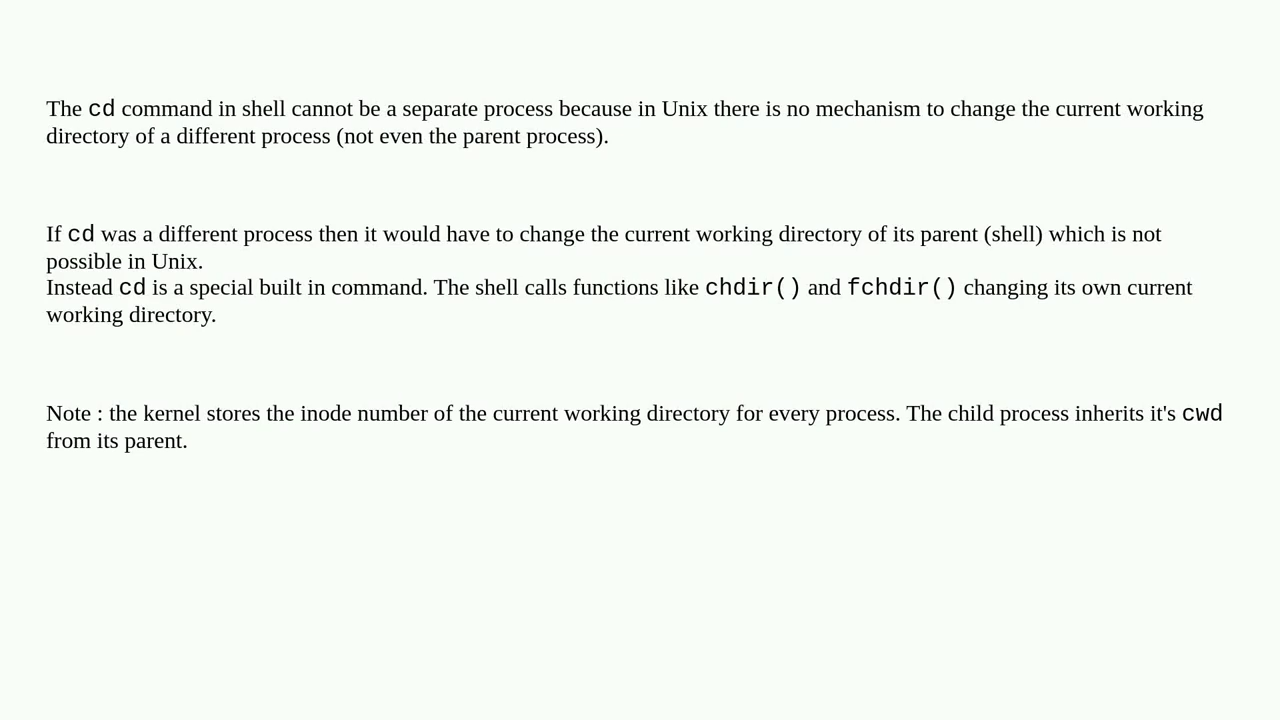 The cd command in shell cannot be a separate process because in Unix there is no mechanism to change the current working
directory of a different process (not even the parent process).
If cd was a different process then it would have to change the current working directory of its parent (shell) which is not
possible in Unix.
Instead cd is a special built in command. The shell calls functions like chdir() and fchdir() changing its own current
working directory.
Note : the kernel stores the inode number of the current working directory for every process. The child process inherits it's cwd
from its parent.